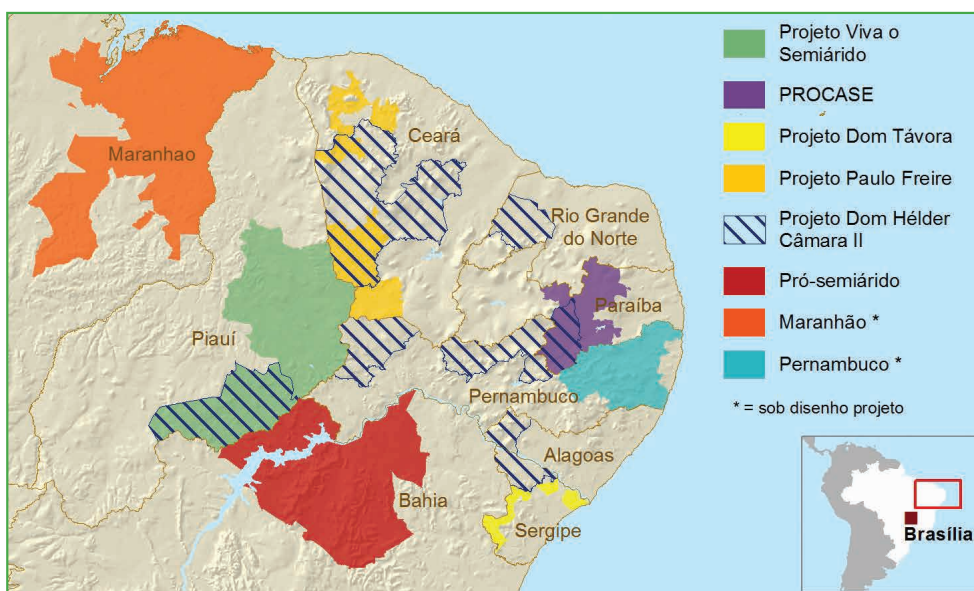 Maranhao
Ceará
Rio Grande
do Norte
Paraíba
Piauí
Pernambuco
Alagoas
Bahia
Sergipe
Projeto Viva o
Semiárido
PROCASE
Projeto Dom Távora
Projeto Paulo Freire
Projeto Dom Hélder
Câmara II
Pró-semiárido
Maranhão *
Pernambuco *
* = sob disenho projeto
Brasília